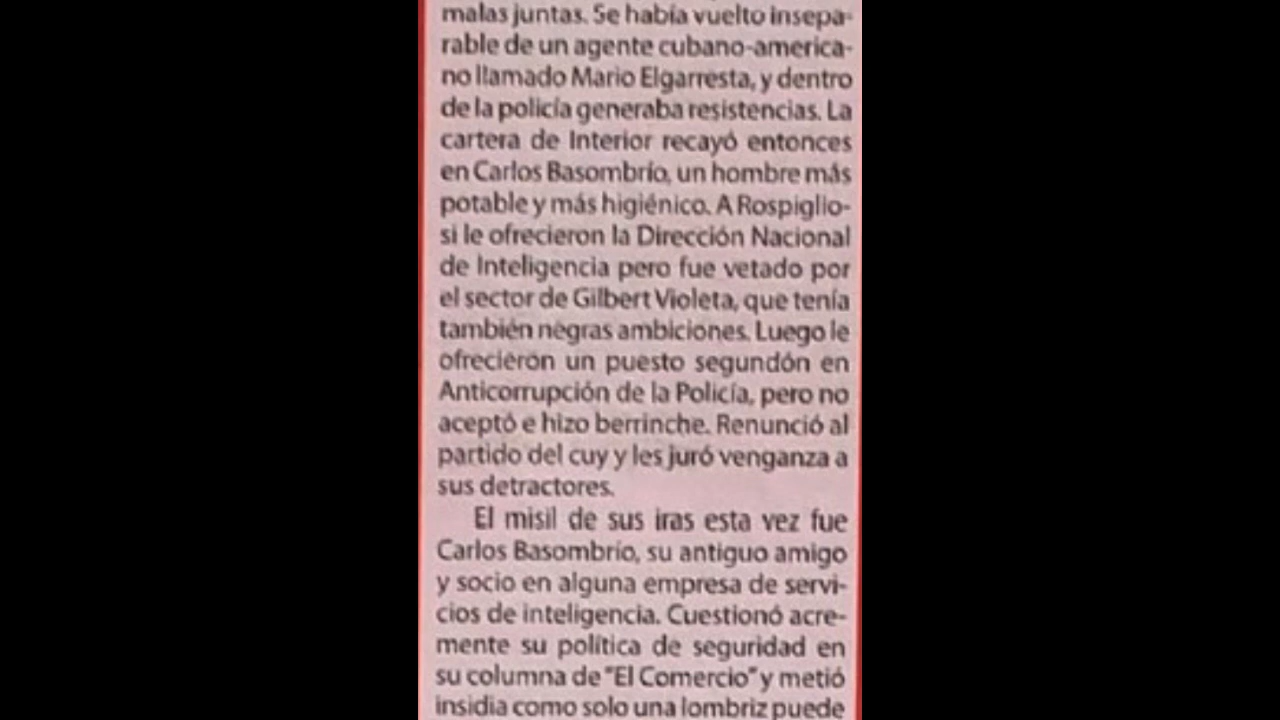 malas juntas. Se había vuelto insepa-
rable de un agente cubano-america-
no llamado Mario Elgarresta, y dentro
de la policía generaba resistencias. La
cartera de Interior recayó entonces
en Carlos Basombrío, un hombre más
potable y más higiénico. A Rospiglio-
si le ofrecieron la Dirección Nacional
de Inteligencia pero fue vetado por
el sector de Gilbert Violeta, que tenía
también negras ambiciones. Luego le
ofrecieron un puesto segundón en
Anticorrupción de la Policía, pero no
aceptó e hizo berrinche. Renunció al
partido del cuy y les juró venganza a
sus detractores.
El misil de sus iras esta vez fue
Carlos Basombrío, su antiguo amigo
y socio en alguna empresa de servi-
cios de inteligencia. Cuestionó acre-
mente su política de seguridad en
su columna de "El Comercio" y metió
insidia como solo una lombriz puede